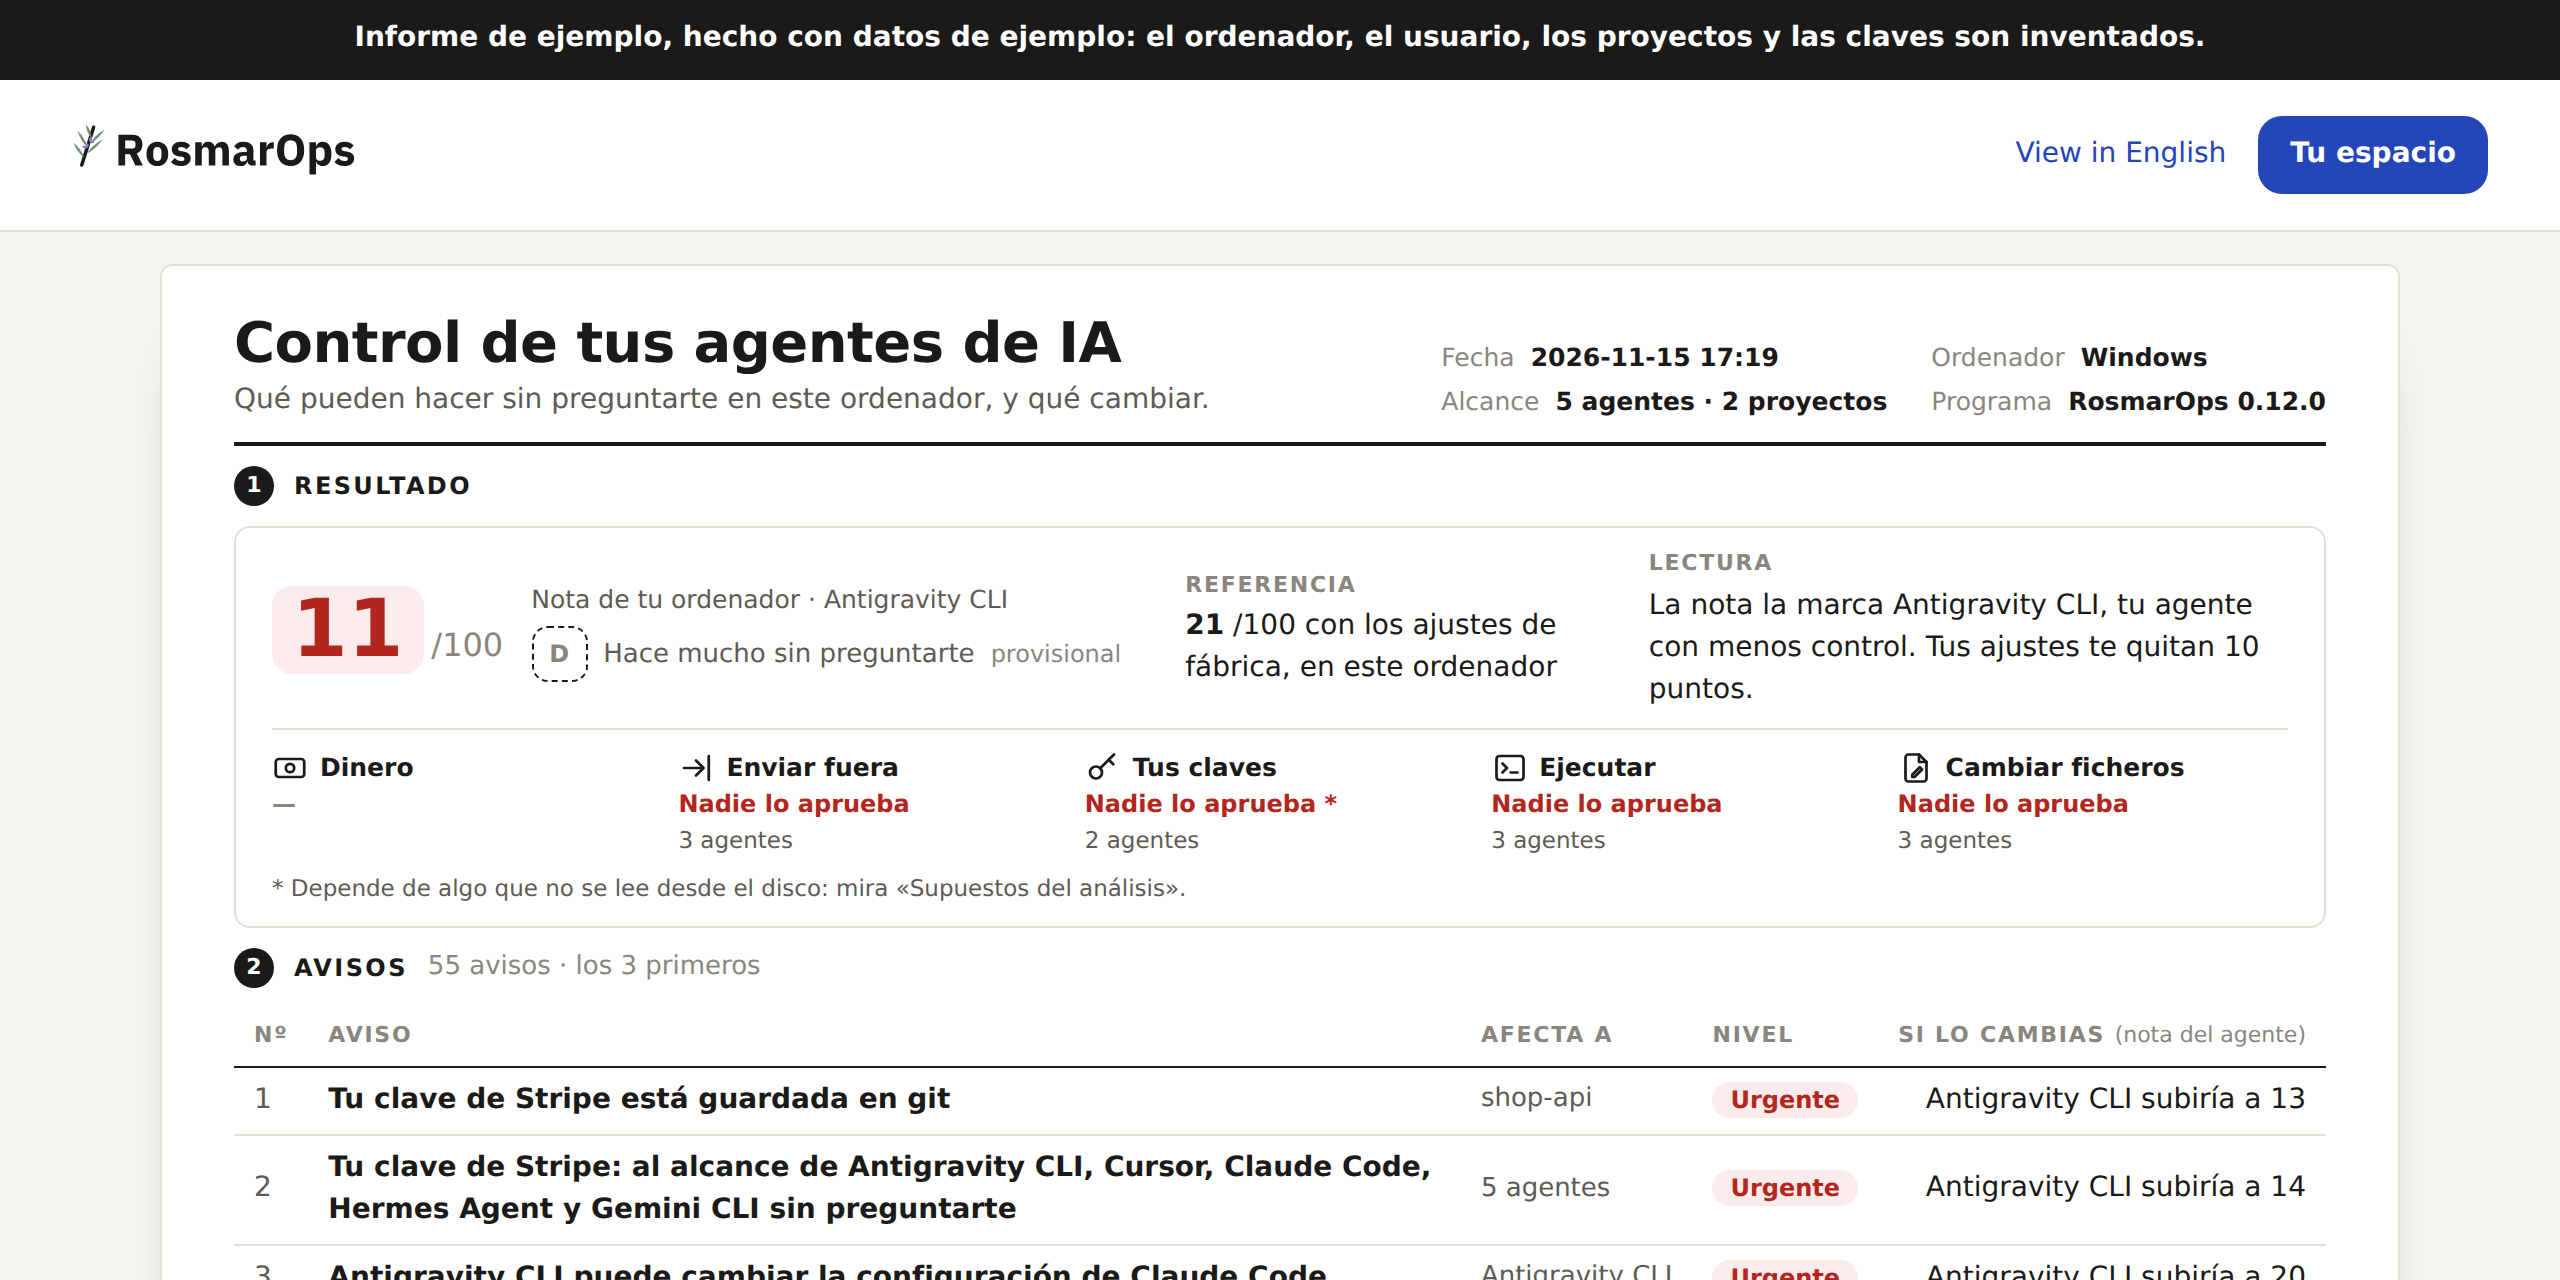 Informe de ejemplo, hecho con datos de ejemplo: el ordenador, el usuario, los proyectos y las claves son inventados.
RosmarOps
View in English
Tu espacio
Control de tus agentes de IA
Qué pueden hacer sin preguntarte en este ordenador, y qué cambiar.
Fecha 2026-11-15 17:19
Ordenador Windows
Alcance 5 agentes · 2 proyectos
Programa RosmarOps 0.12.0
1 RESULTADO
11 /100
Nota de tu ordenador · Antigravity CLI
D Hace mucho sin preguntarte provisional
REFERENCIA
21 /100 con los ajustes de
fábrica, en este ordenador
LECTURA
La nota la marca Antigravity CLI, tu agente
con menos control. Tus ajustes te quitan 10
puntos.
Dinero
—
Enviar fuera
Nadie lo aprueba
3 agentes
Tus claves
Nadie lo aprueba *
2 agentes
Ejecutar
Nadie lo aprueba
3 agentes
Cambiar ficheros
Nadie lo aprueba
3 agentes
* Depende de algo que no se lee desde el disco: mira «Supuestos del análisis».
2 AVISOS 55 avisos · los 3 primeros
Nº AVISO AFECTA A NIVEL SI LO CAMBIAS (nota del agente)
1 Tu clave de Stripe está guardada en git shop-api Urgente Antigravity CLI subiría a 13
2 Tu clave de Stripe: al alcance de Antigravity CLI, Cursor, Claude Code,
Hermes Agent y Gemini CLI sin preguntarte 5 agentes Urgente Antigravity CLI subiría a 14
3 Antigravity CLI puede cambiar la configuración de Claude Code Antigravity CLI Urgente Antigravity CLI subiría a 20